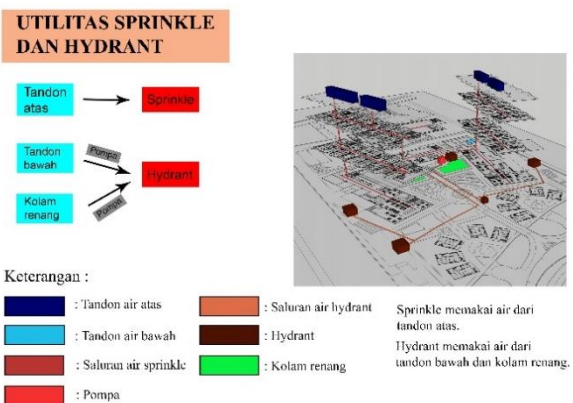 UTILITAS SPRINKLE
DAN HYDRANT
Tandon
atas
Sprinkle
Tandon
bawah
Pompa
Hydrant
Kolam
renang
Pompa
Keterangan :
: Tandon air atas
: Tandon air bawah
: Saluran air sprinkle
: Pompa
: Saluran air hydrant
: Hydrant
: Kolam renang
Sprinkle memakai air dari
tandon atas.
Hydrant memakai air dari
tandon bawah dan kolam renang.